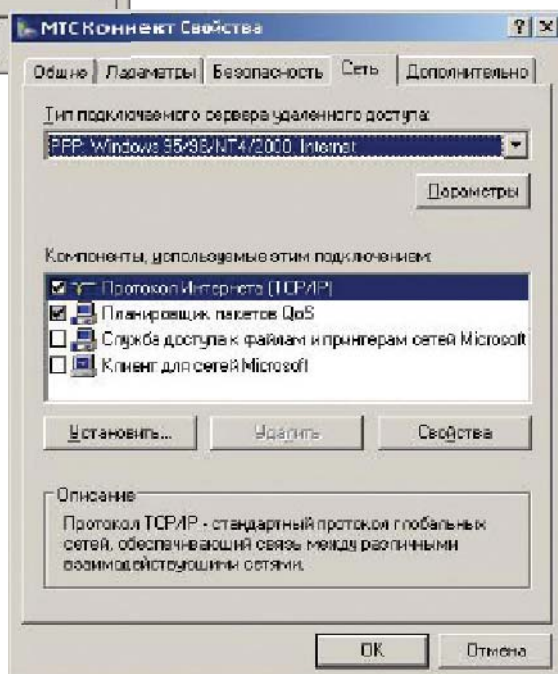 МТС Коннект Свойства
Общие
Параметры
Безопасность
Сеть
Дополнительно
Тип подключаемого сервера удаленного доступа:
PPP: Windows 95/98/NT4/2000, Internet
Параметры
Компоненты, используемые этим подключением:
Протокол Интернета (TCP/IP)
Планировщик пакетов QoS
Служба доступа к файлам и принтерам сетей Microsoft
Клиент для сетей Microsoft
Установить...
Удалить
Свойства
Описание
Протокол TCP/IP - стандартный протокол глобальных
сетей, обеспечивающий связь между различными
взаимодействующими сетями.
OK
Отмена